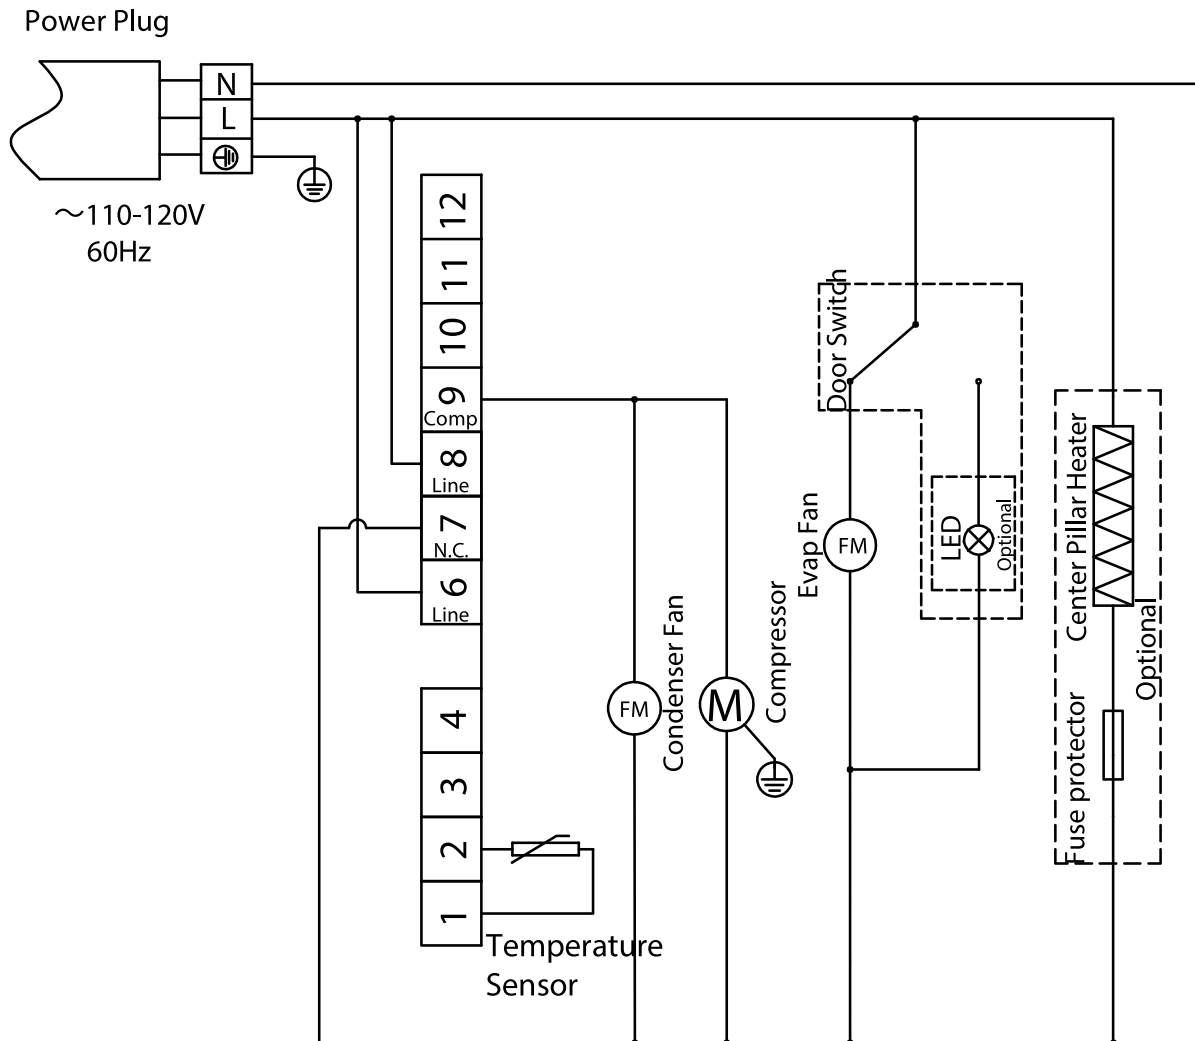 Power Plug
N
L
～110-120V
60Hz
12
11
10
9
Comp
8
Line
7
N.C.
6
Line
4
3
2
1
Temperature
Sensor
FM
Condenser Fan
M
Compressor
Door Switch
Evap Fan
FM
LED
Optional
Center Pillar Heater
Optional
Fuse protector